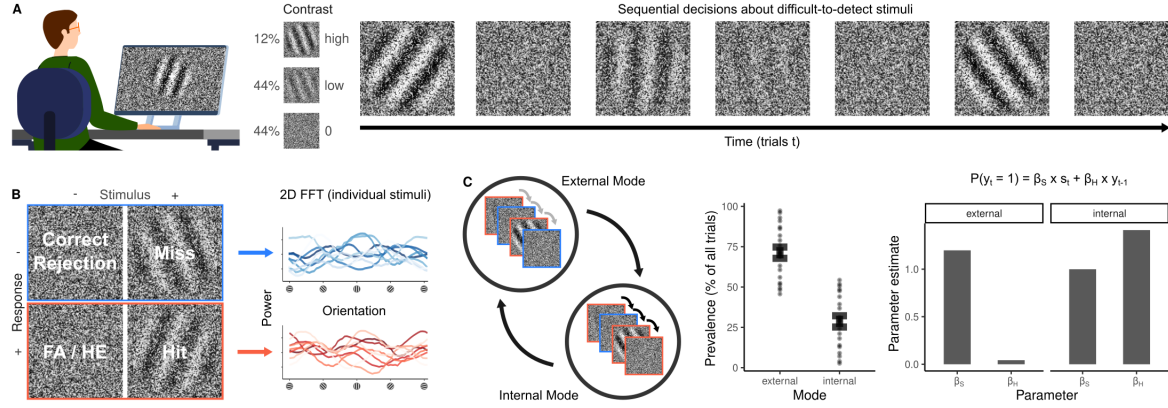 A
Contrast
12%
high
44%
low
44%
0
Sequential decisions about difficult-to-detect stimuli
Time (trials t)
B
-
Stimulus
+
Response
-
+
Correct
Rejection
Miss
FA / HE
Hit
2D FFT (individual stimuli)
Power
Orientation
C
External Mode
Internal Mode
Prevalence (% of all trials)
100
75
50
25
0
external
internal
Mode
P(yₜ = 1) = βS x sₜ + βH x yₜ₋₁
external
internal
Parameter estimate
1.0
0.5
0.0
βS
βH
βS
βH
Parameter